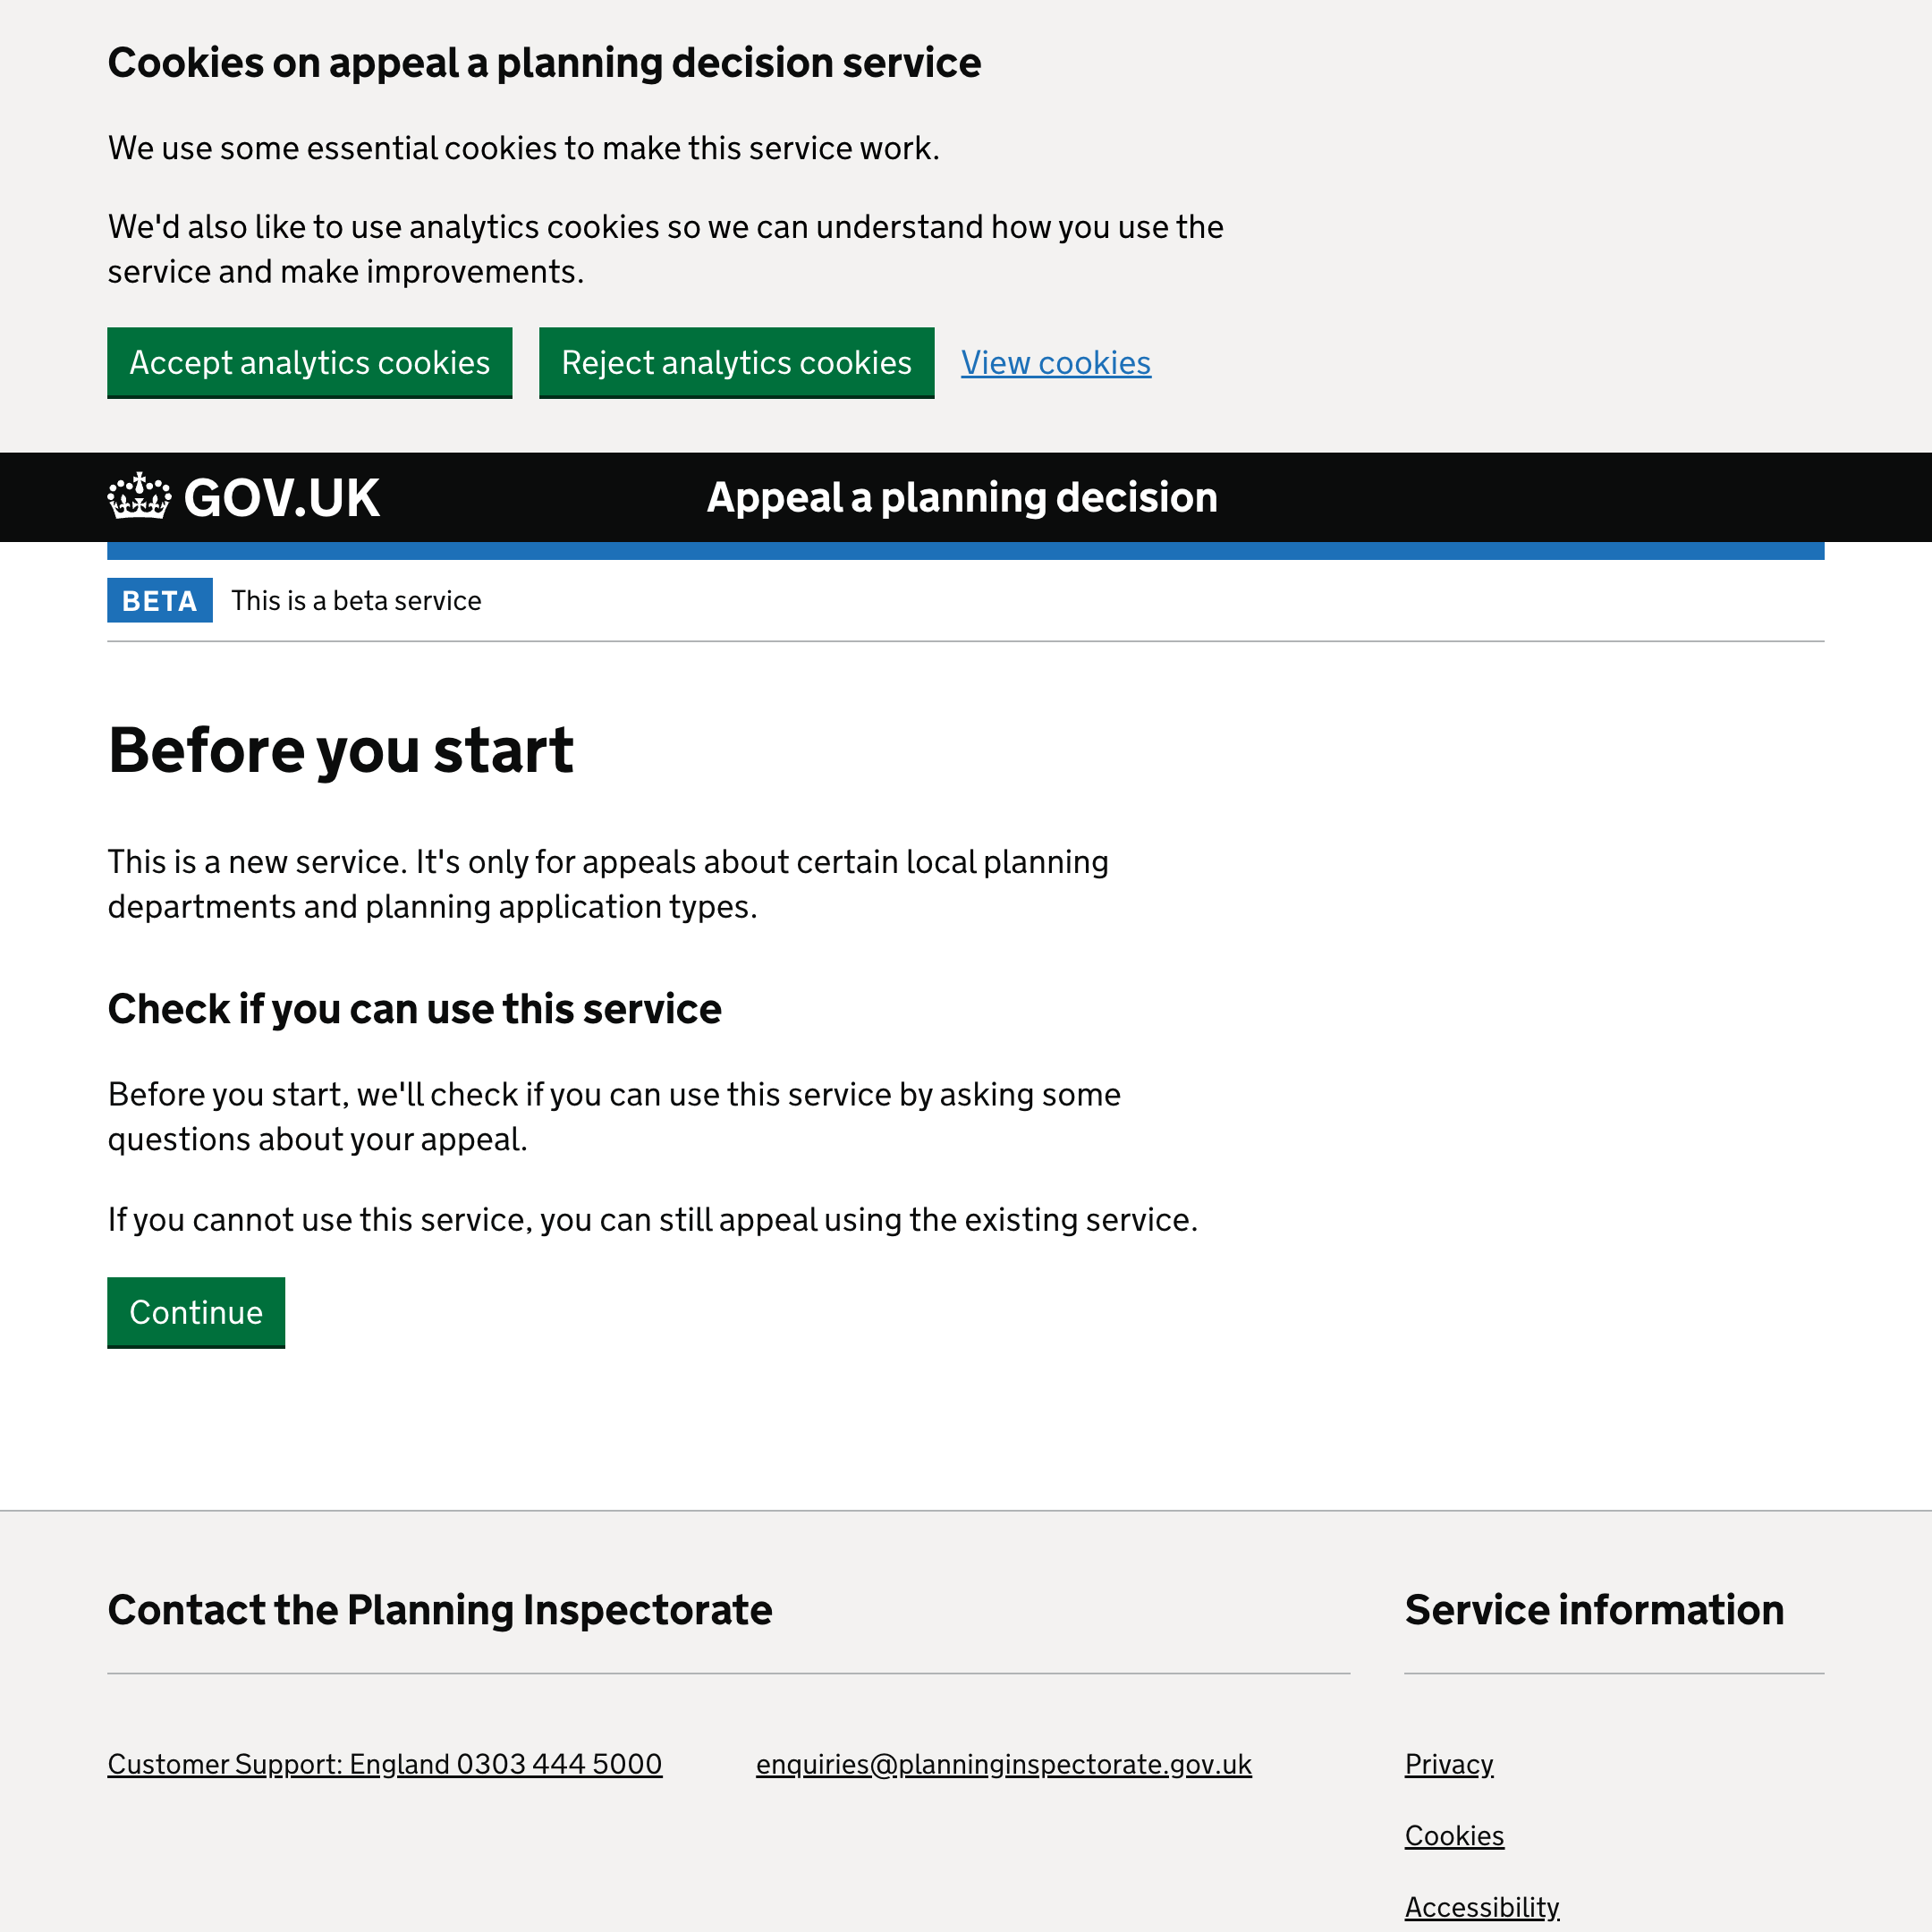 Cookies on appeal a planning decision service
We use some essential cookies to make this service work.
We'd also like to use analytics cookies so we can understand how you use the
service and make improvements.
Accept analytics cookies
Reject analytics cookies
View cookies
GOV.UK
Appeal a planning decision
BETA
This is a beta service
Before you start
This is a new service. It's only for appeals about certain local planning
departments and planning application types.
Check if you can use this service
Before you start, we'll check if you can use this service by asking some
questions about your appeal.
If you cannot use this service, you can still appeal using the existing service.
Continue
Contact the Planning Inspectorate
Customer Support: England 0303 444 5000
enquiries@planninginspectorate.gov.uk
Service information
Privacy
Cookies
Accessibility